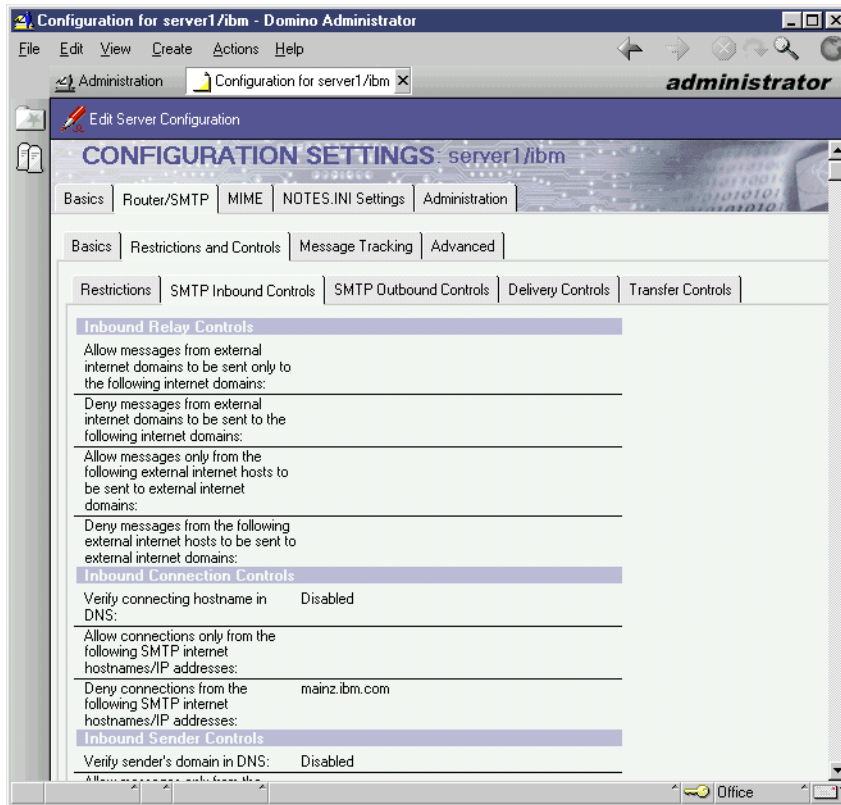 Configuration for server1/ibm - Domino Administrator
File Edit View Create Actions Help
Administration Configuration for server1/ibm administrator
Edit Server Configuration
CONFIGURATION SETTINGS: server1/ibm
Basics Router/SMTP MIME NOTES.INI Settings Administration
Basics Restrictions and Controls Message Tracking Advanced
Restrictions SMTP Inbound Controls SMTP Outbound Controls Delivery Controls Transfer Controls
Inbound Relay Controls
Allow messages from external
internet domains to be sent only to
the following internet domains:
Deny messages from external
internet domains to be sent to the
following internet domains:
Allow messages only from the
following external internet hosts to
be sent to external internet
domains:
Deny messages from the following
external internet hosts to be sent to
external internet domains:
Inbound Connection Controls
Verify connecting hostname in Disabled
DNS:
Allow connections only from the
following SMTP internet
hostnames/IP addresses:
Deny connections from the mainz.ibm.com
following SMTP internet
hostnames/IP addresses:
Inbound Sender Controls
Verify sender's domain in DNS: Disabled
Allow messages only from the
Office